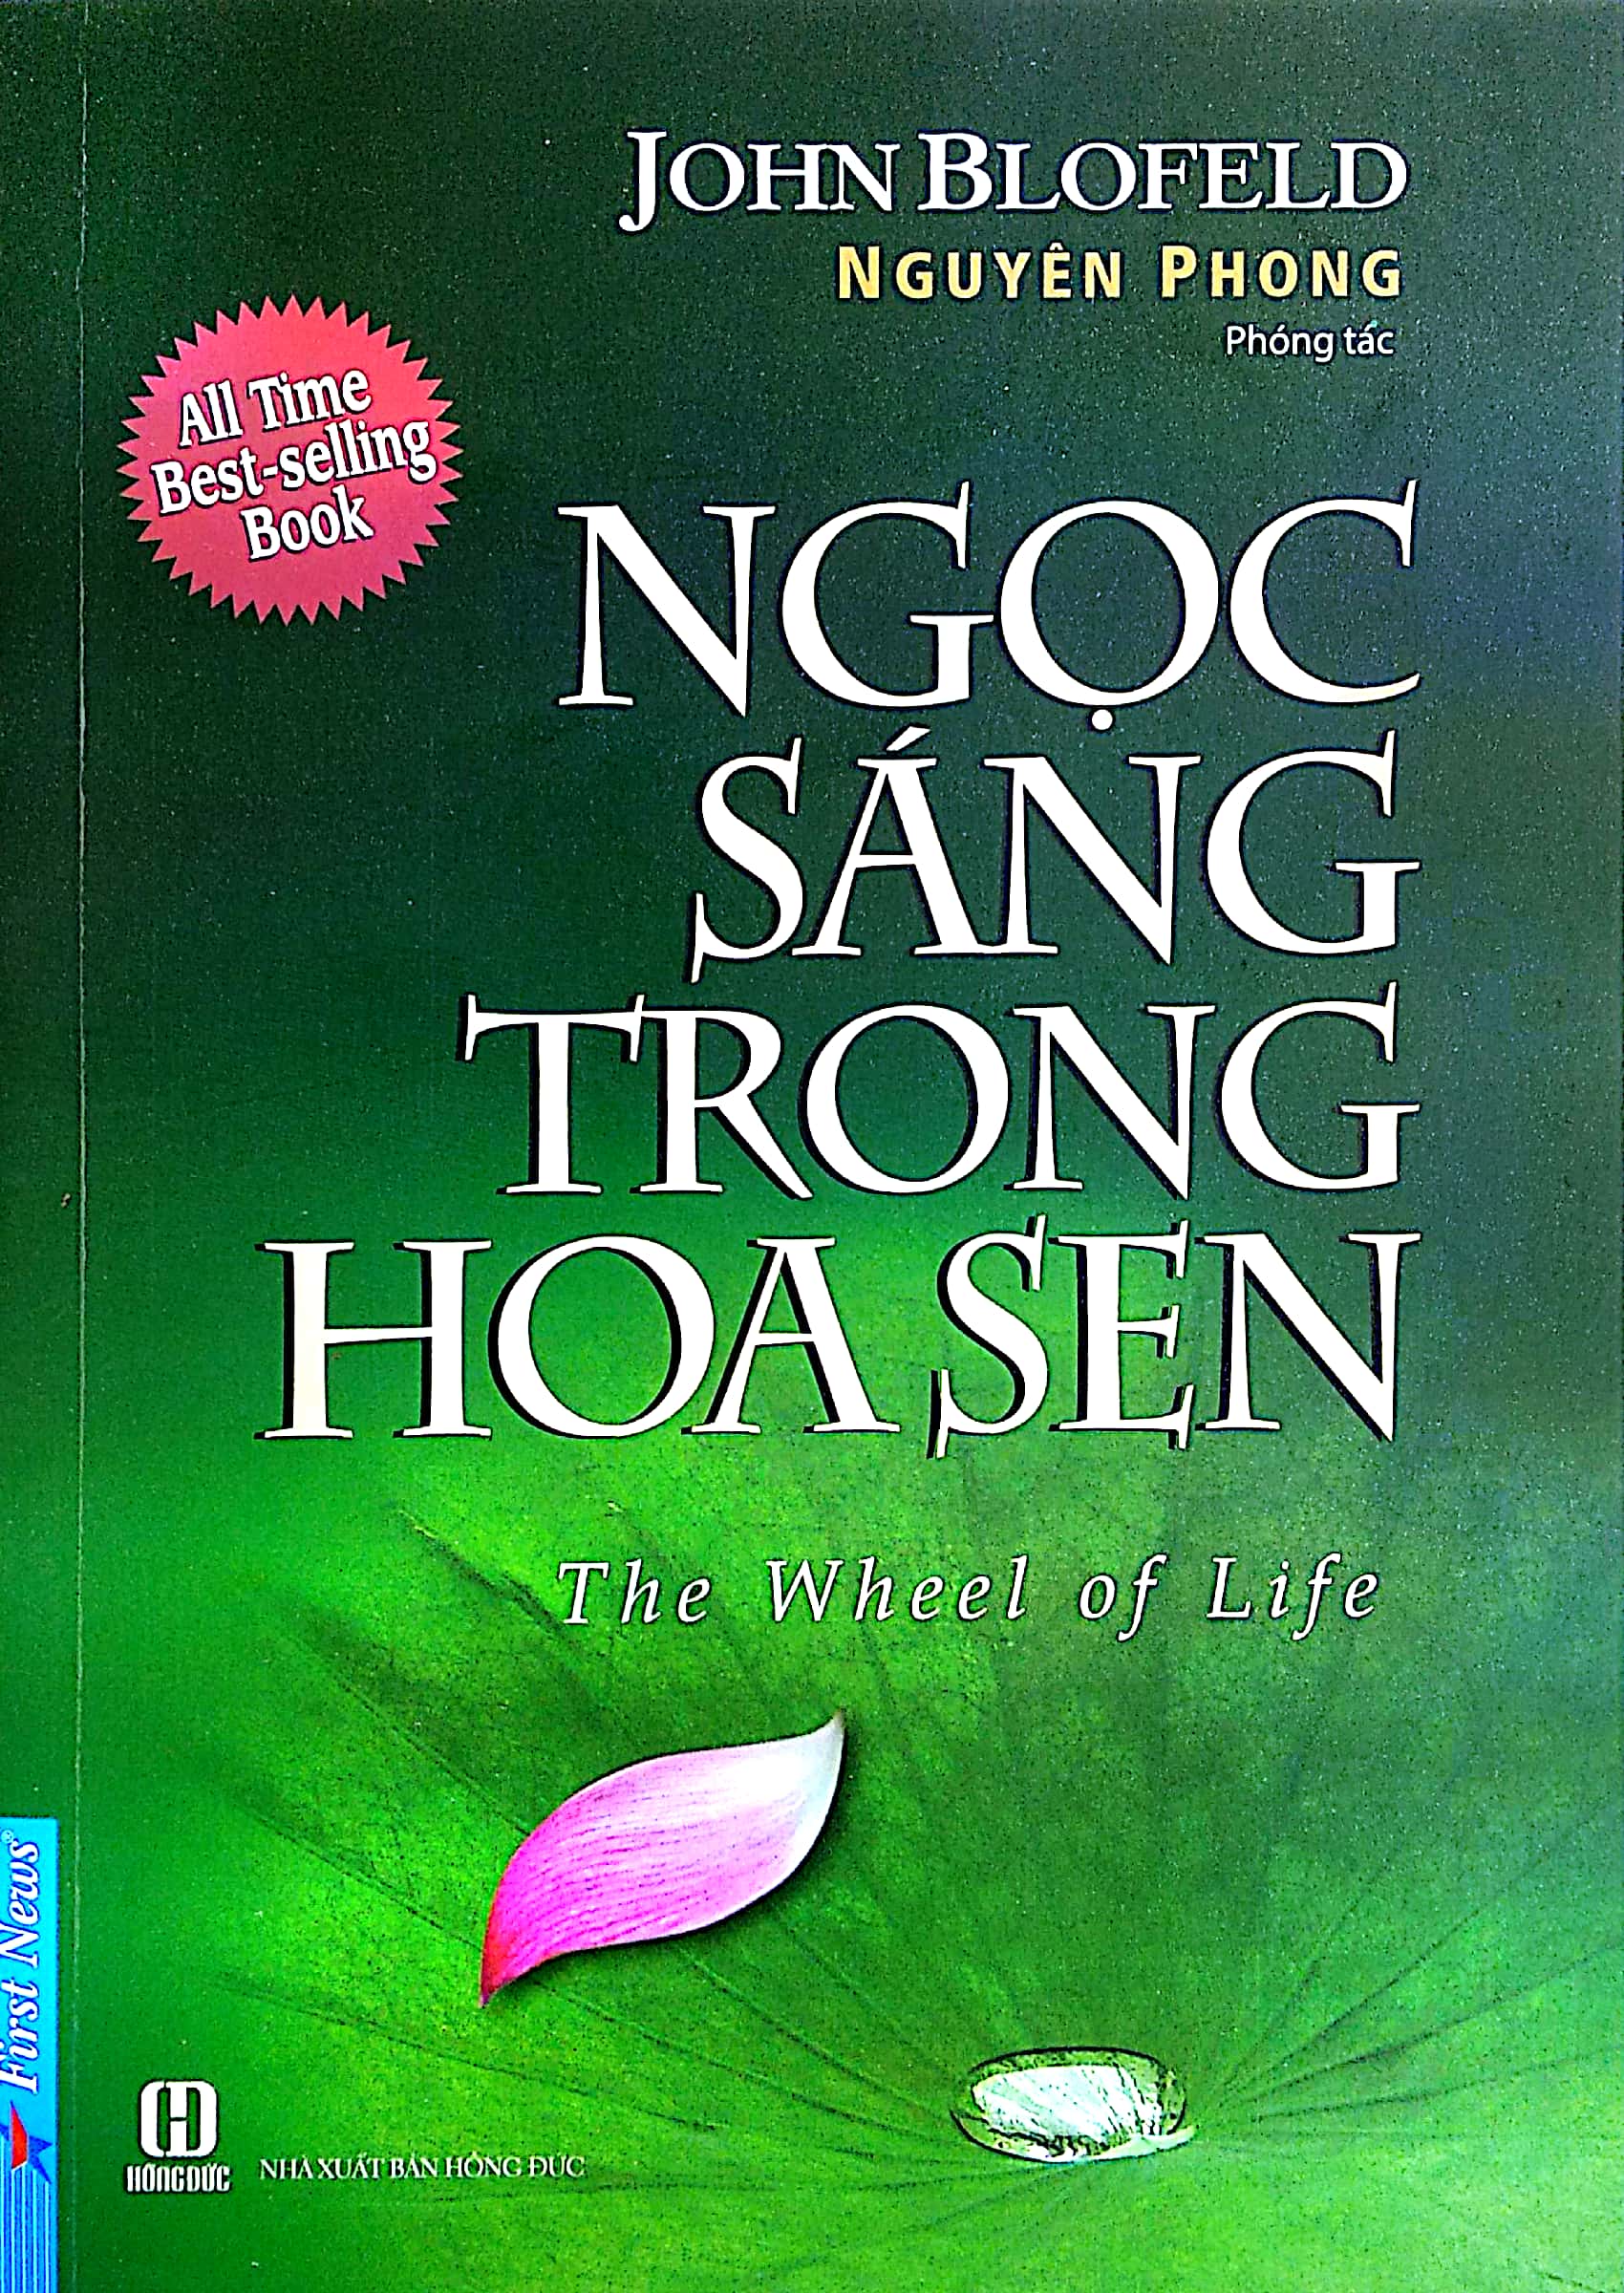 JOHN BLOFELD
NGUYÊN PHONG
Phóng tác
All Time
Best-selling
Book
NGỌC
SÁNG
TRONG
HOA SEN
The Wheel of Life
First News®
HỒNG ĐỨC
NHÀ XUẤT BẢN HỒNG ĐỨC